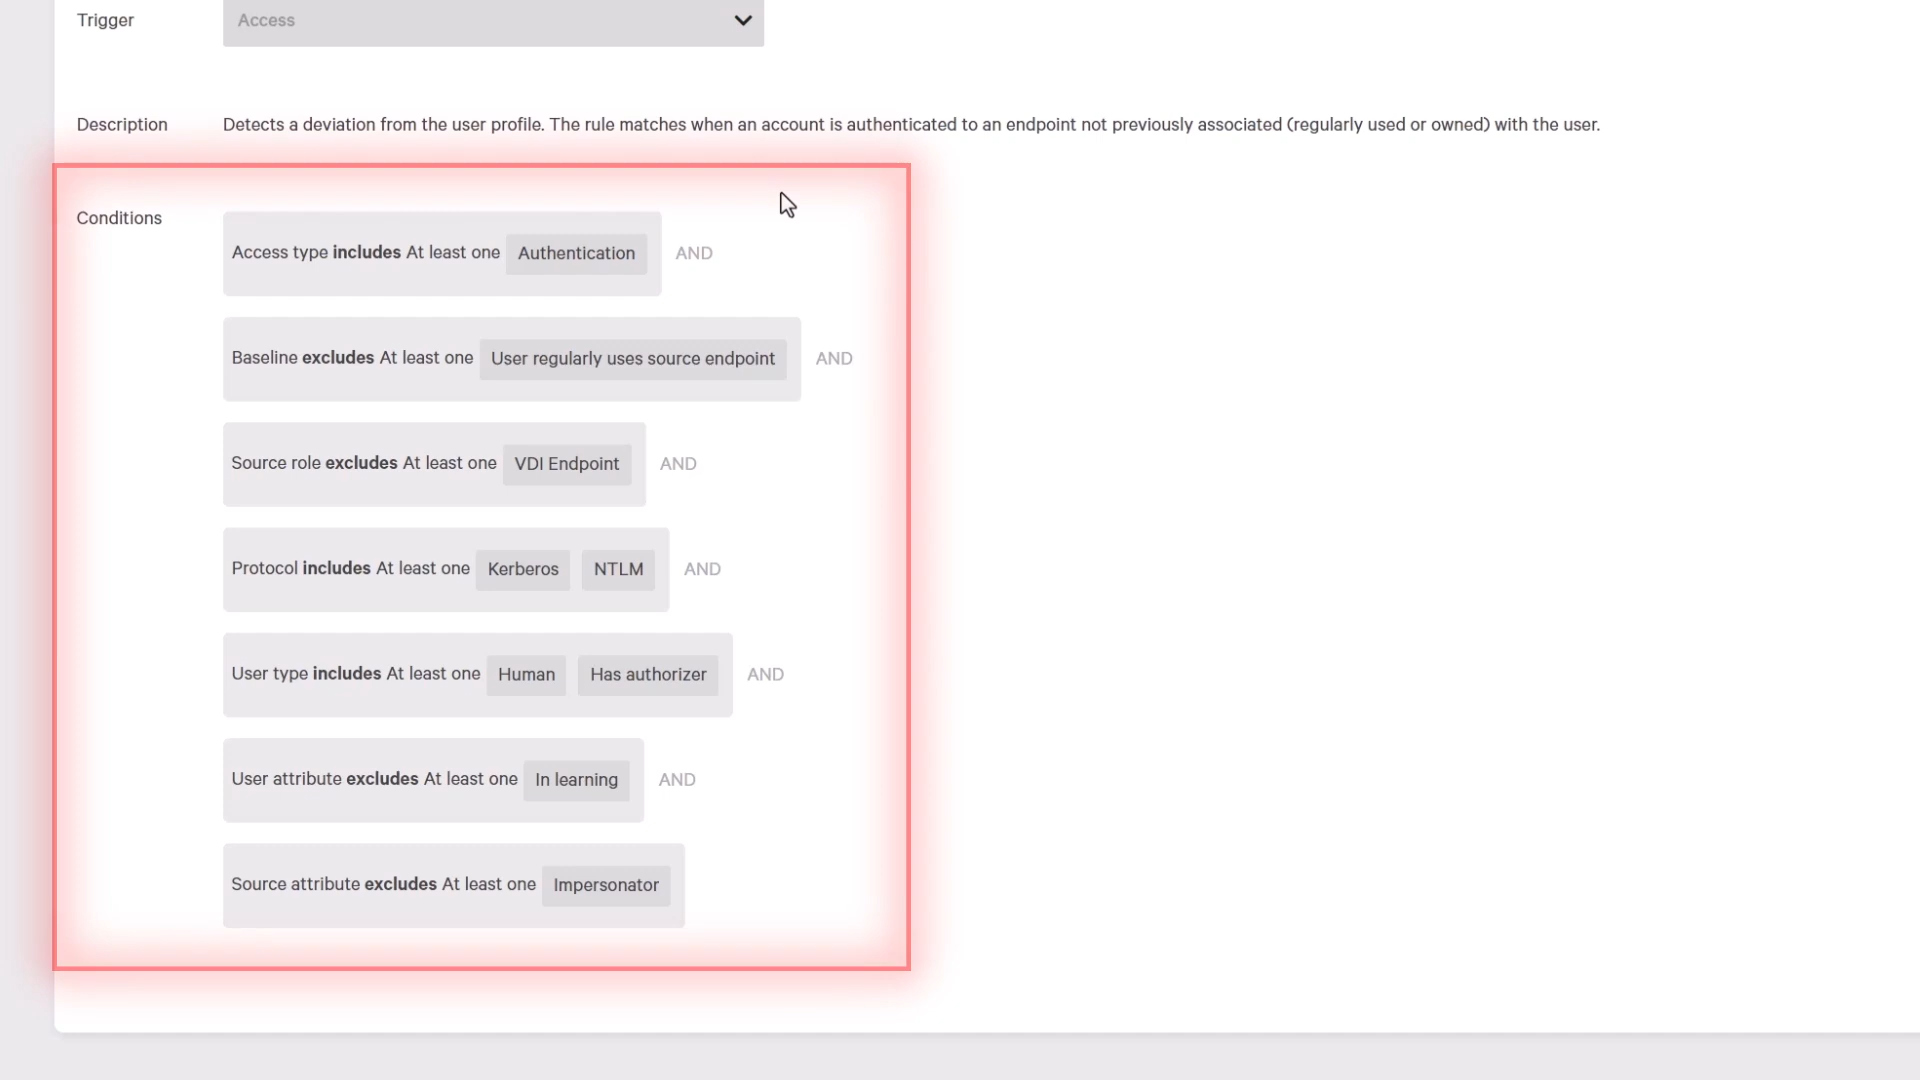 Trigger Access
Description Detects a deviation from the user profile. The rule matches when an account is authenticated to an endpoint not previously associated (regularly used or owned) with the user.
Conditions
Access type includes At least one Authentication AND
Baseline excludes At least one User regularly uses source endpoint AND
Source role excludes At least one VDI Endpoint AND
Protocol includes At least one Kerberos NTLM AND
User type includes At least one Human Has authorizer AND
User attribute excludes At least one In learning AND
Source attribute excludes At least one Impersonator